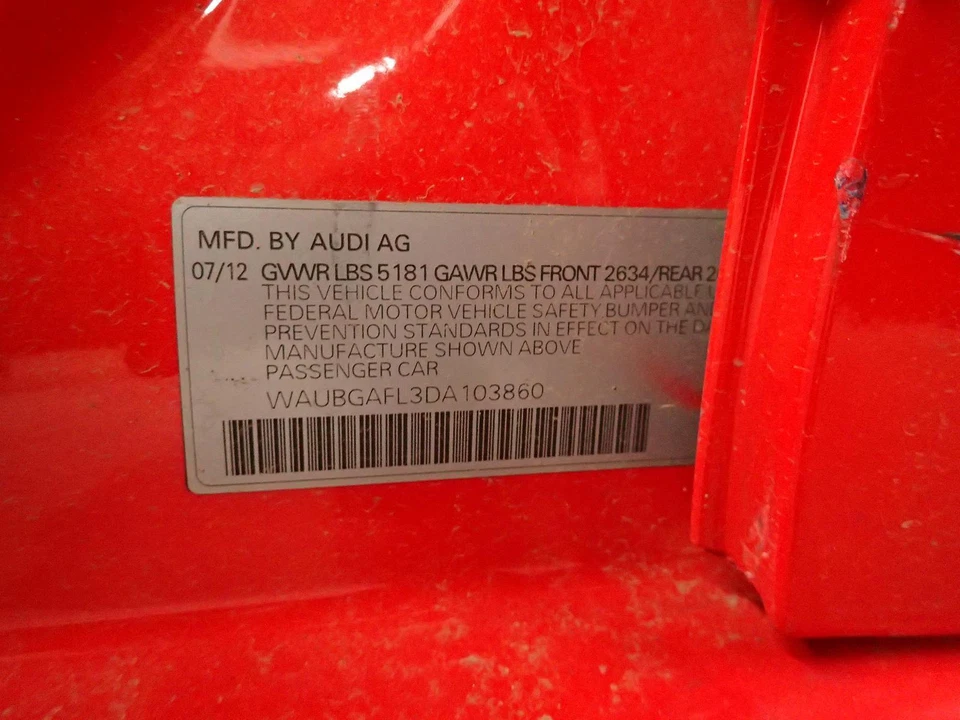 MFD. BY AUDI AG
07/12 GVWR LBS 5181 GAWR LBS FRONT 2634/REAR
THIS VEHICLE CONFORMS TO ALL APPLICABLE
FEDERAL MOTOR VEHICLE SAFETY BUMPER AND
PREVENTION STANDARDS IN EFFECT ON THE
MANUFACTURE SHOWN ABOVE
PASSENGER CAR
WAUBGAFL3DA103860